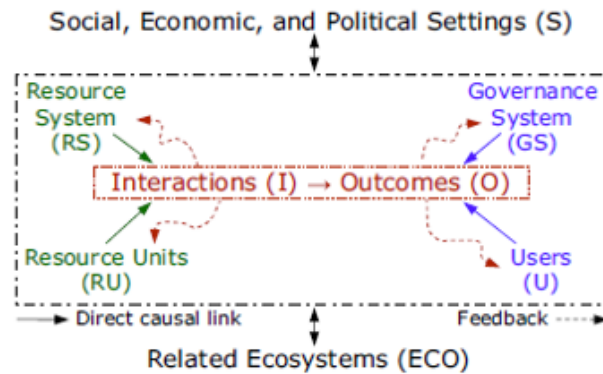 Social, Economic, and Political Settings (S)
Resource
System
(RS)
Governance
System
(GS)
Interactions (I) → Outcomes (O)
Resource Units
(RU)
Users
(U)
Direct causal link
Feedback
Related Ecosystems (ECO)